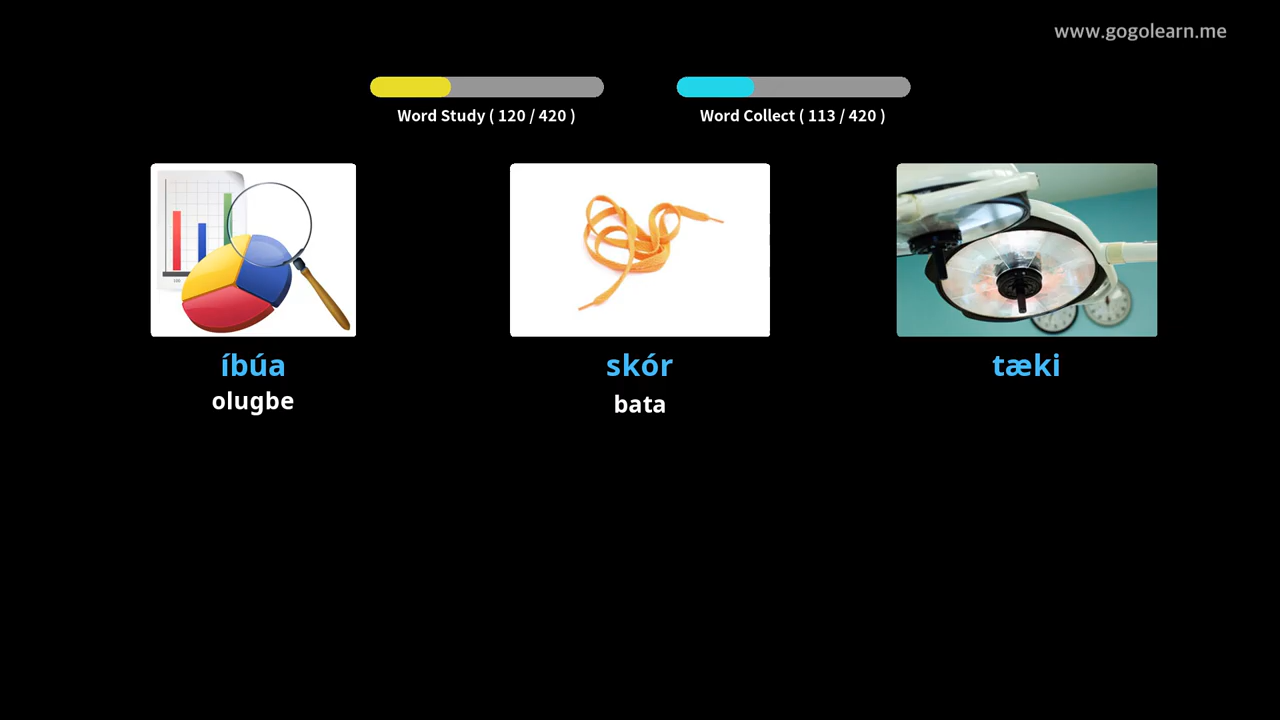 www.gogolearn.me
Word Study ( 120 / 420 )
Word Collect ( 113 / 420 )
íbúa
skór
tæki
olugbe
bata